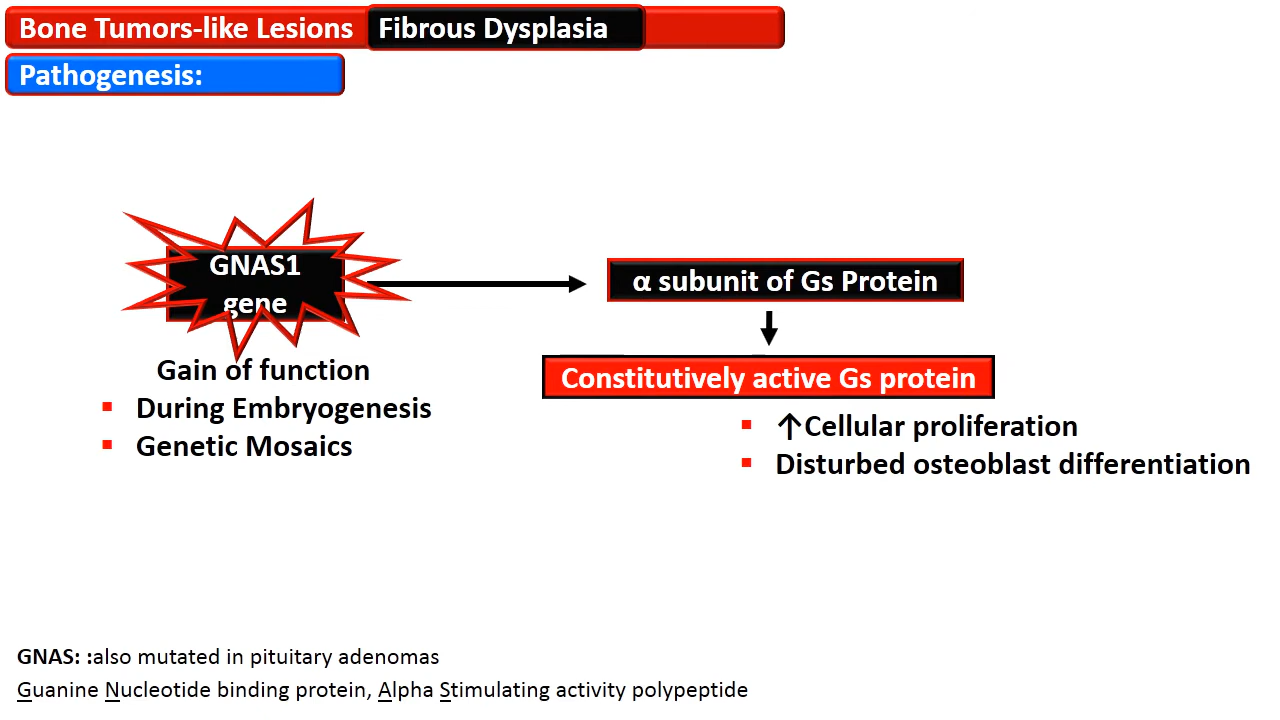 Bone Tumors-like Lesions Fibrous Dysplasia
Pathogenesis:
GNAS1
gene
α subunit of Gs Protein
Gain of function
▪ During Embryogenesis
▪ Genetic Mosaics
Constitutively active Gs protein
▪ ↑Cellular proliferation
▪ Disturbed osteoblast differentiation
GNAS: :also mutated in pituitary adenomas
Guanine Nucleotide binding protein, Alpha Stimulating activity polypeptide